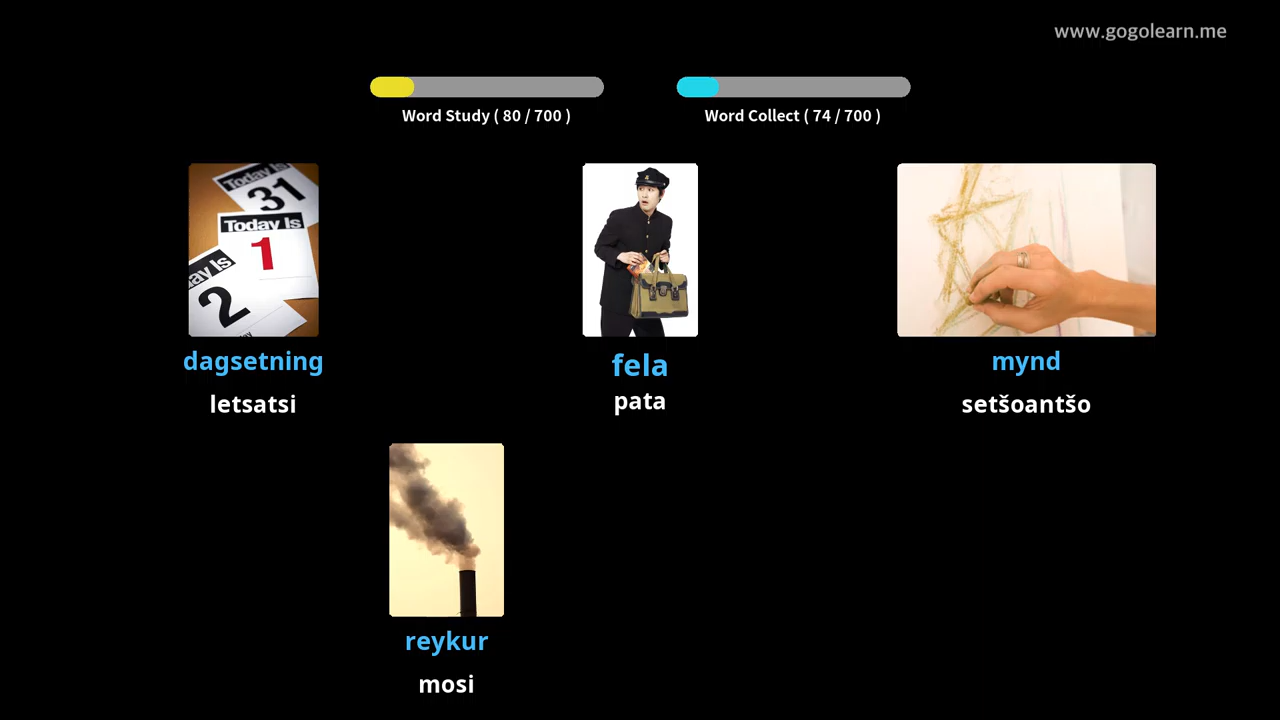 www.gogolearn.me
Word Study ( 80 / 700 )
Word Collect ( 74 / 700 )
Today Is
31
Today Is
1
ay Is
2
dagsetning
letsatsi
fela
pata
mynd
setšoantšo
reykur
mosi